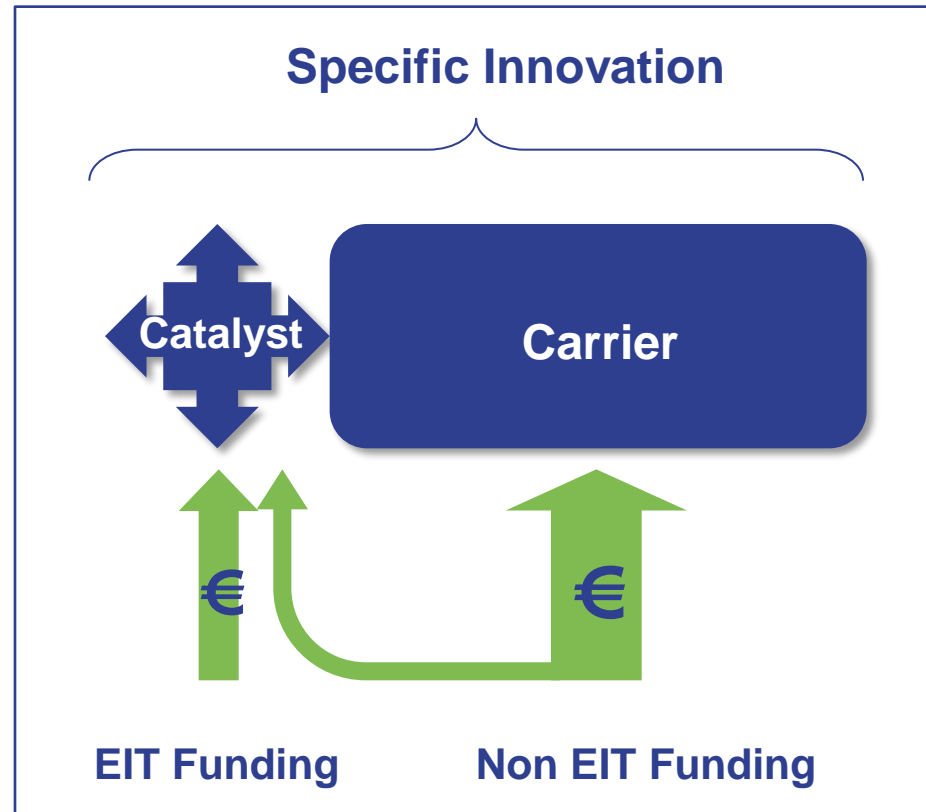 Specific Innovation
Catalyst
Carrier
€
€
EIT Funding
Non EIT Funding